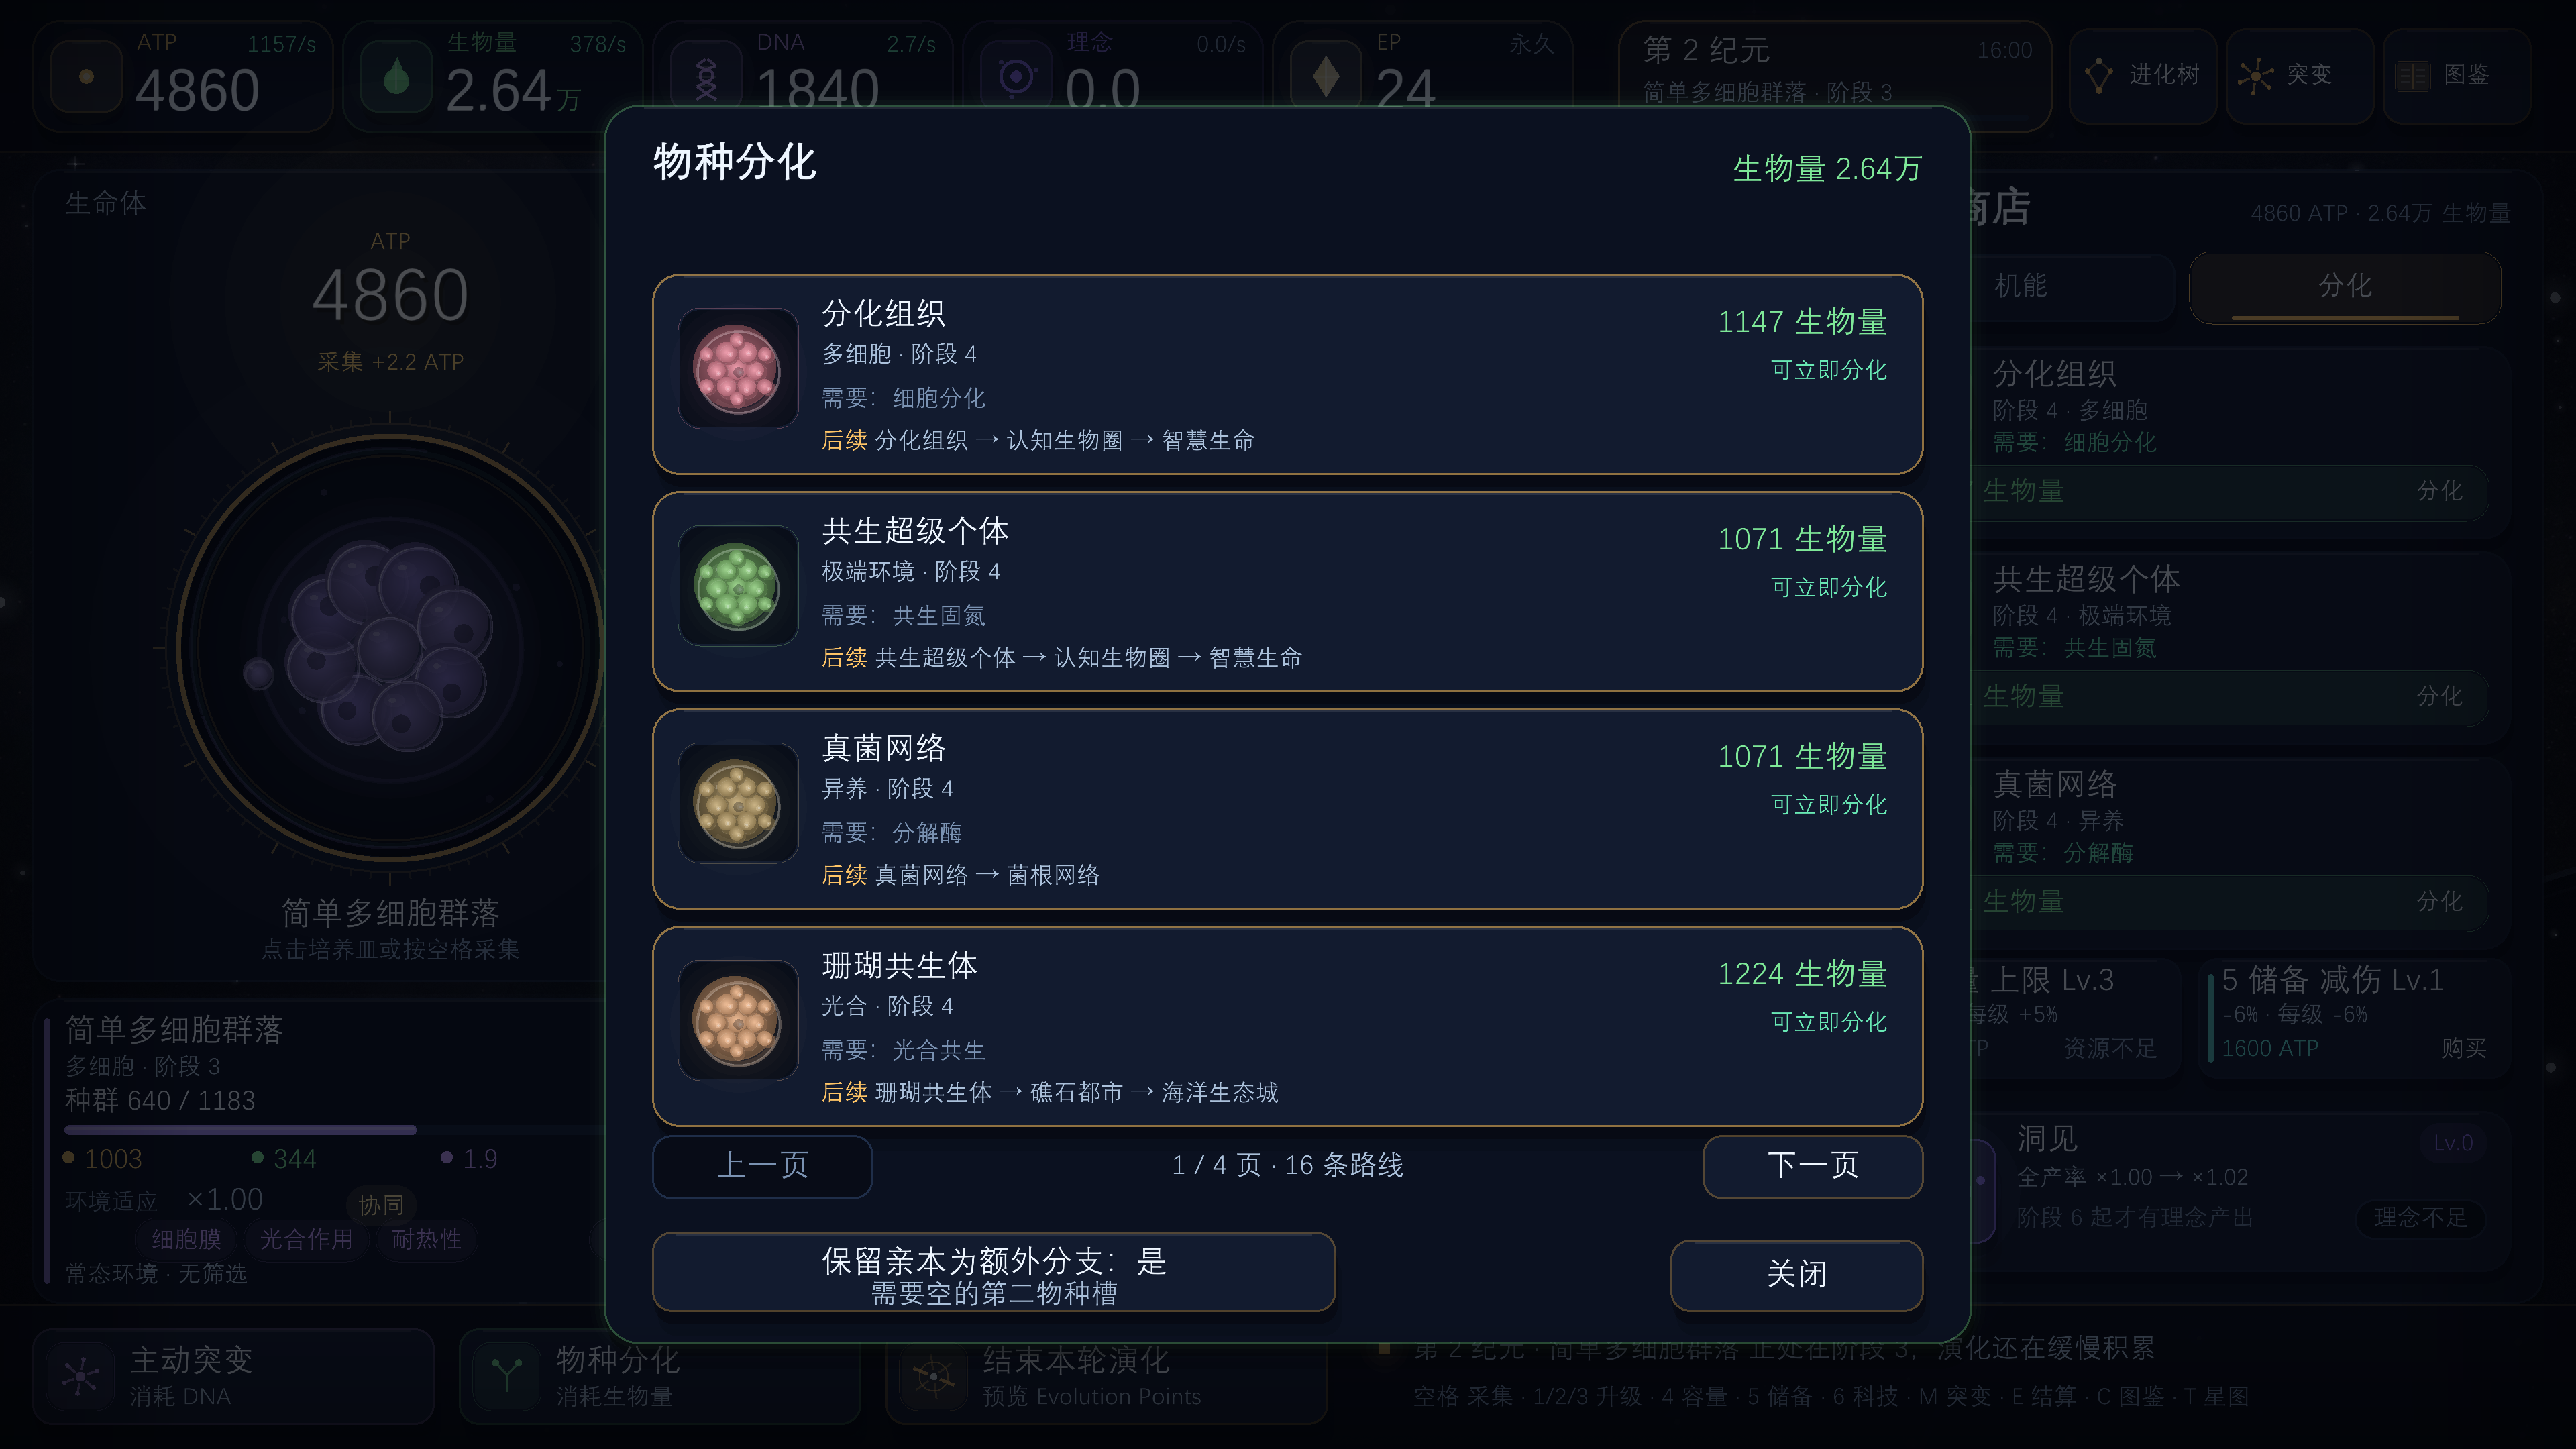 ATP 1157/s
4860
生物量 378/s
2.64万
DNA 2.7/s
1840
理念 0.0/s
0.0
EP 永久
24
第 2 纪元 16:00
简单多细胞群落 · 阶段 3
进化树
突变
图鉴
生命体
ATP
4860
采集 +2.2 ATP
简单多细胞群落
点击培养皿或按空格采集
简单多细胞群落
多细胞 · 阶段 3
种群 640 / 1183
1003 344 1.9
环境适应 ×1.00 协同
细胞膜 光合作用 耐热性
常态环境 · 无筛选
物种分化
生物量 2.64万
分化组织
1147 生物量
多细胞 · 阶段 4
可立即分化
需要: 细胞分化
后续 分化组织 → 认知生物圈 → 智慧生命
共生超级个体
1071 生物量
极端环境 · 阶段 4
可立即分化
需要: 共生固氮
后续 共生超级个体 → 认知生物圈 → 智慧生命
真菌网络
1071 生物量
异养 · 阶段 4
可立即分化
需要: 分解酶
后续 真菌网络 → 菌根网络
珊瑚共生体
1224 生物量
光合 · 阶段 4
可立即分化
需要: 光合共生
后续 珊瑚共生体 → 礁石都市 → 海洋生态城
上一页
1 / 4 页 · 16 条路线
下一页
保留亲本为额外分支: 是
需要空的第二物种槽
关闭
商店
4860 ATP · 2.64万 生物量
机能
分化
分化组织
阶段 4 · 多细胞
需要: 细胞分化
生物量 分化
共生超级个体
阶段 4 · 极端环境
需要: 共生固氮
生物量 分化
真菌网络
阶段 4 · 异养
需要: 分解酶
生物量 分化
上限 Lv.3
每级 +5%
资源不足
5 储备 减伤 Lv.1
-6% · 每级 -6%
1600 ATP 购买
洞见 Lv.0
全产率 ×1.00 → ×1.02
阶段 6 起才有理念产出 理念不足
主动突变
消耗 DNA
物种分化
消耗生物量
结束本轮演化
预览 Evolution Points
第 2 纪元 · 简单多细胞群落 正处在阶段 3, 演化还在缓慢积累
空格 采集 · 1/2/3 升级 · 4 容量 · 5 储备 · 6 科技 · M 突变 · E 结算 · C 图鉴 · T 星图